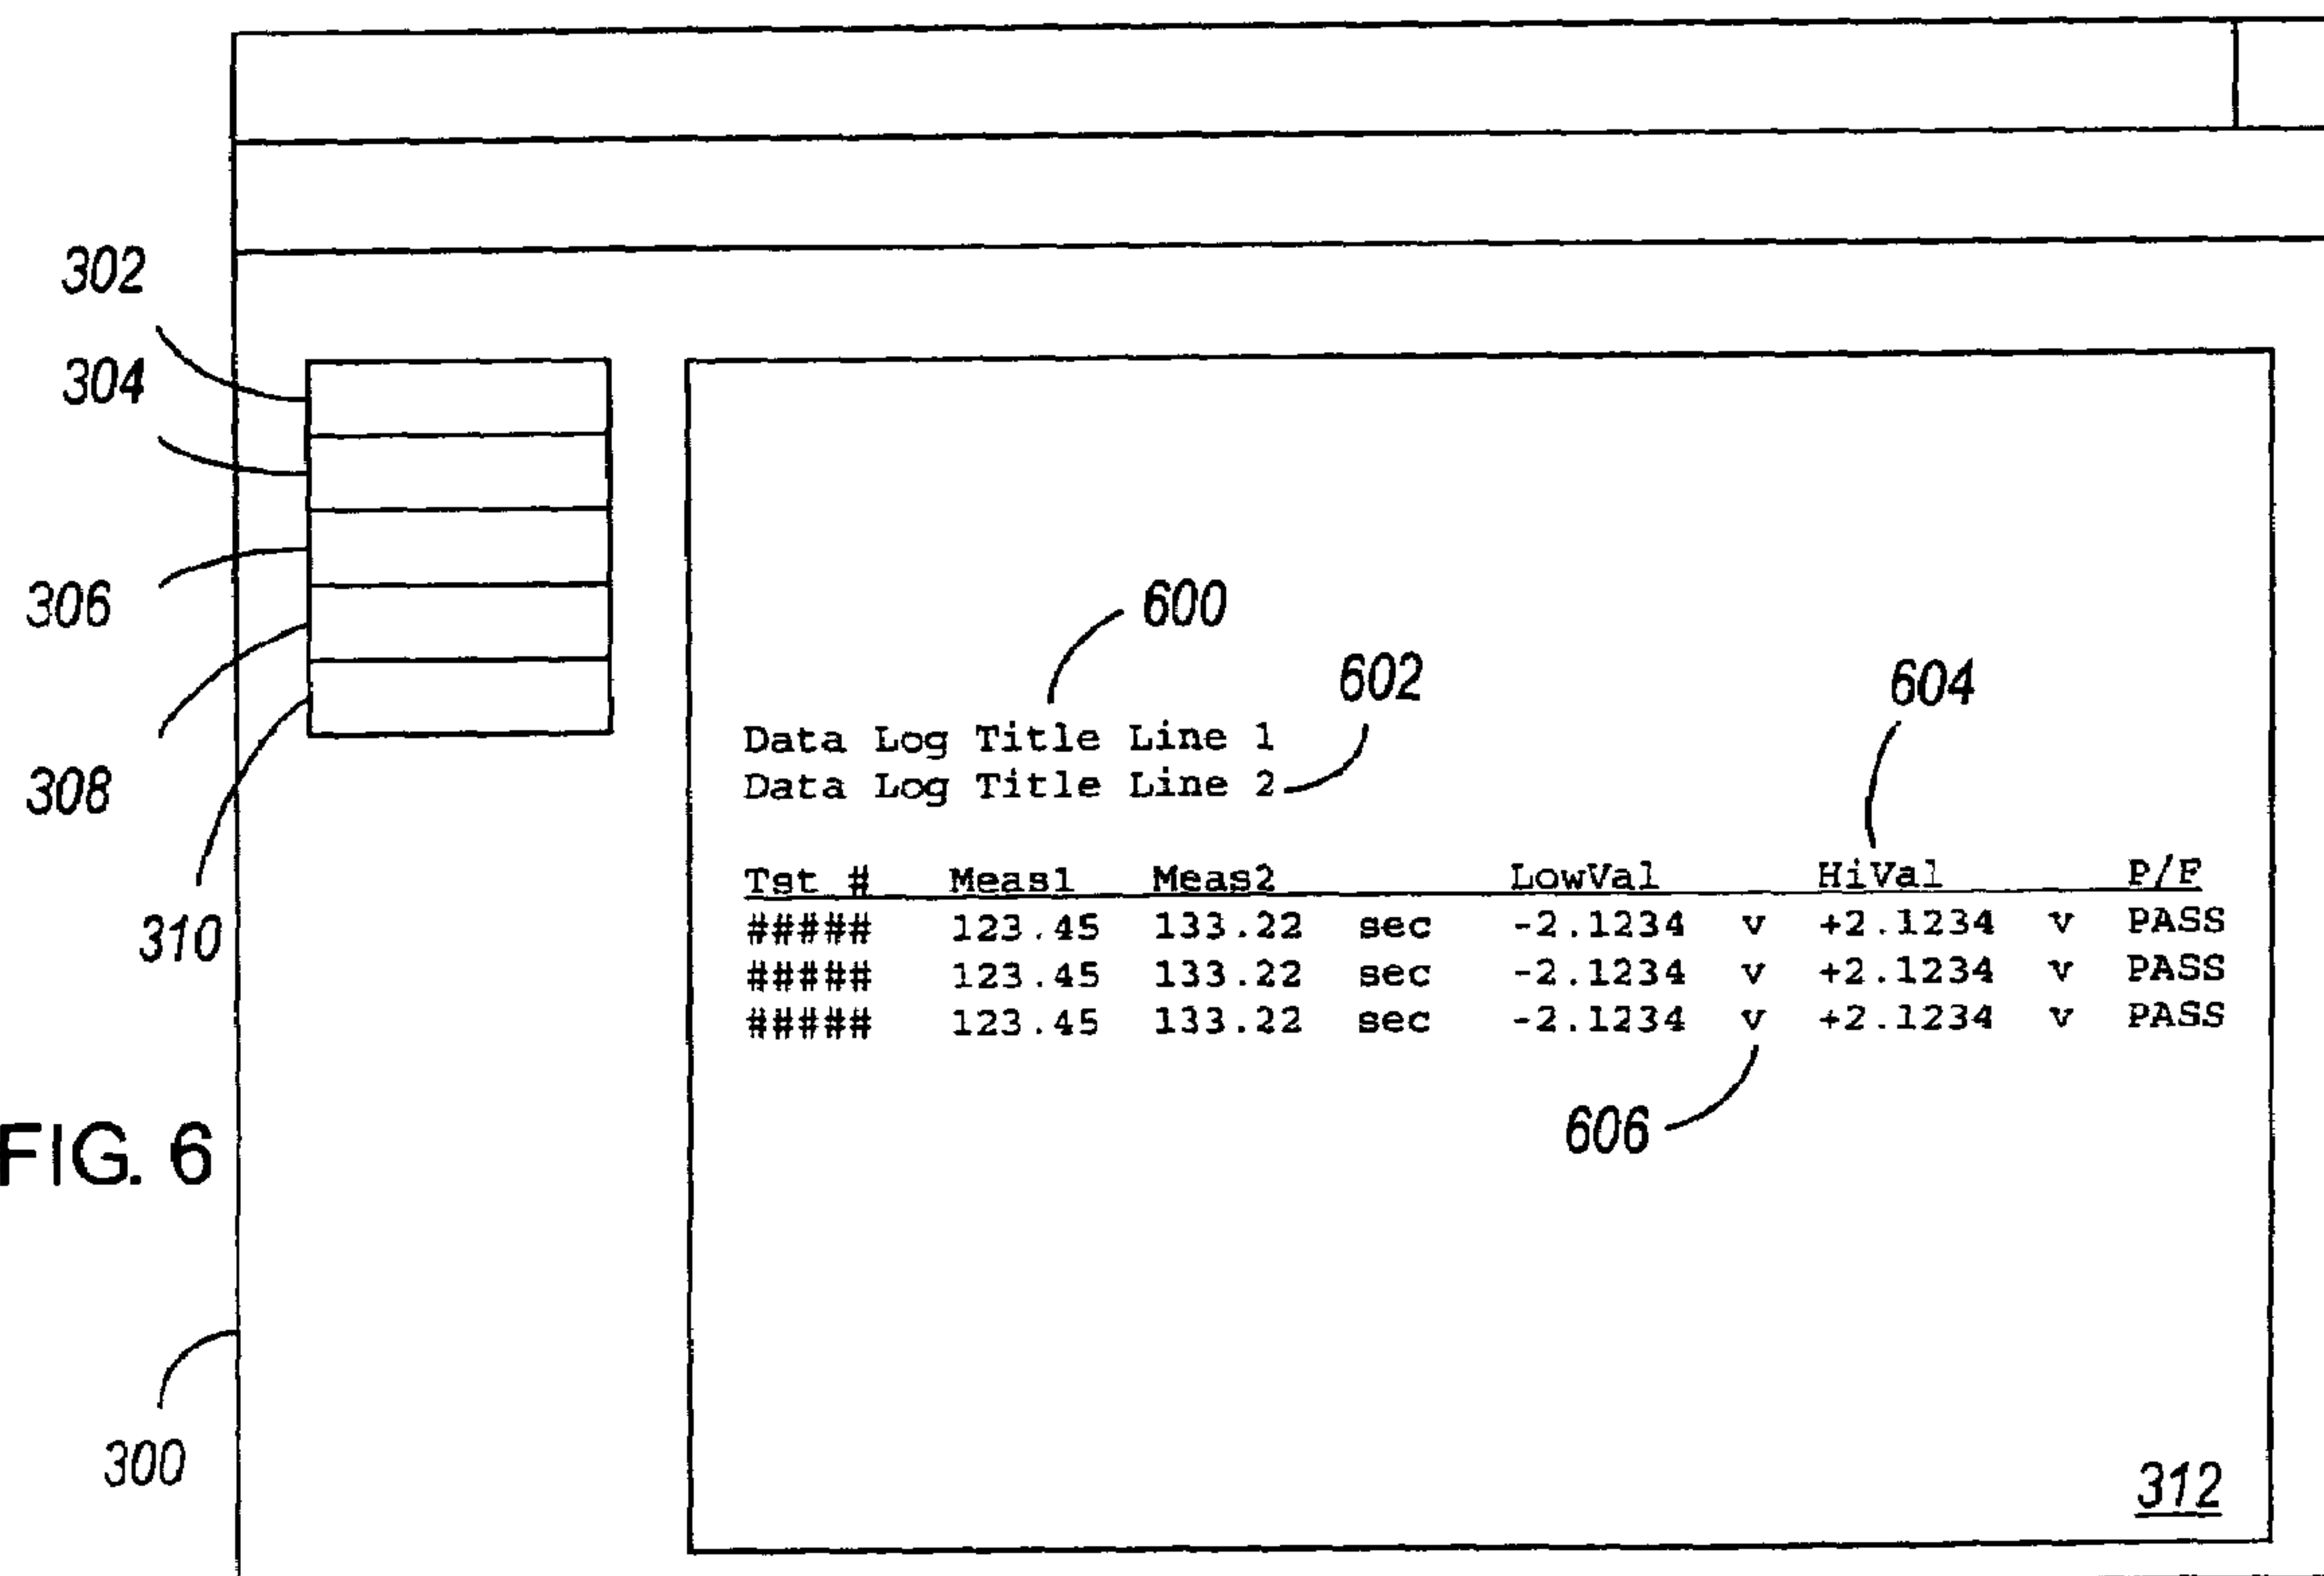 302
304
306
308
310
FIG. 6
300
600
602
604
Data Log Title Line 1
Data Log Title Line 2
Tst # Meas1 Meas2 LowVal HiVal P/F
##### 123.45 133.22 sec -2.1234 v +2.1234 v PASS
##### 123.45 133.22 sec -2.1234 v +2.1234 v PASS
##### 123.45 133.22 sec -2.1234 v +2.1234 v PASS
606
312